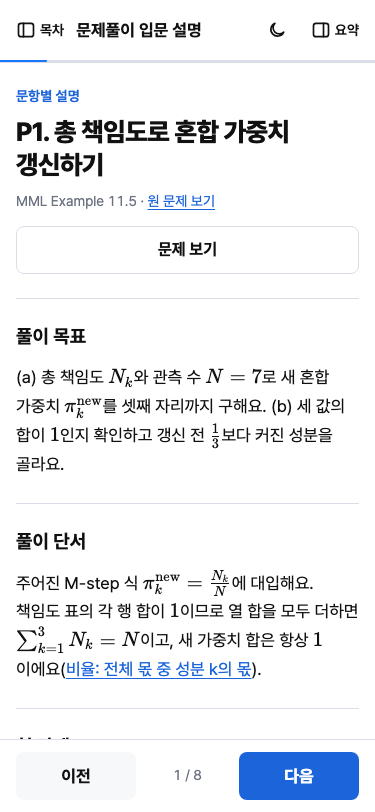 목차 문제풀이 입문 설명 요약
문항별 설명
P1. 총 책임도로 혼합 가중치
갱신하기
MML Example 11.5 · 원 문제 보기
문제 보기
풀이 목표
(a) 총 책임도 N_k와 관측 수 N = 7로 새 혼합
가중치 π_k^new를 셋째 자리까지 구해요. (b) 세 값의
합이 1인지 확인하고 갱신 전 1/3보다 커진 성분을
골라요.
풀이 단서
주어진 M-step 식 π_k^new = N_k/N에 대입해요.
책임도 표의 각 행 합이 1이므로 열 합을 모두 더하면
∑_{k=1}^3 N_k = N이고, 새 가중치 합은 항상 1
이에요(비율: 전체 몫 중 성분 k의 몫).
이전 1 / 8 다음